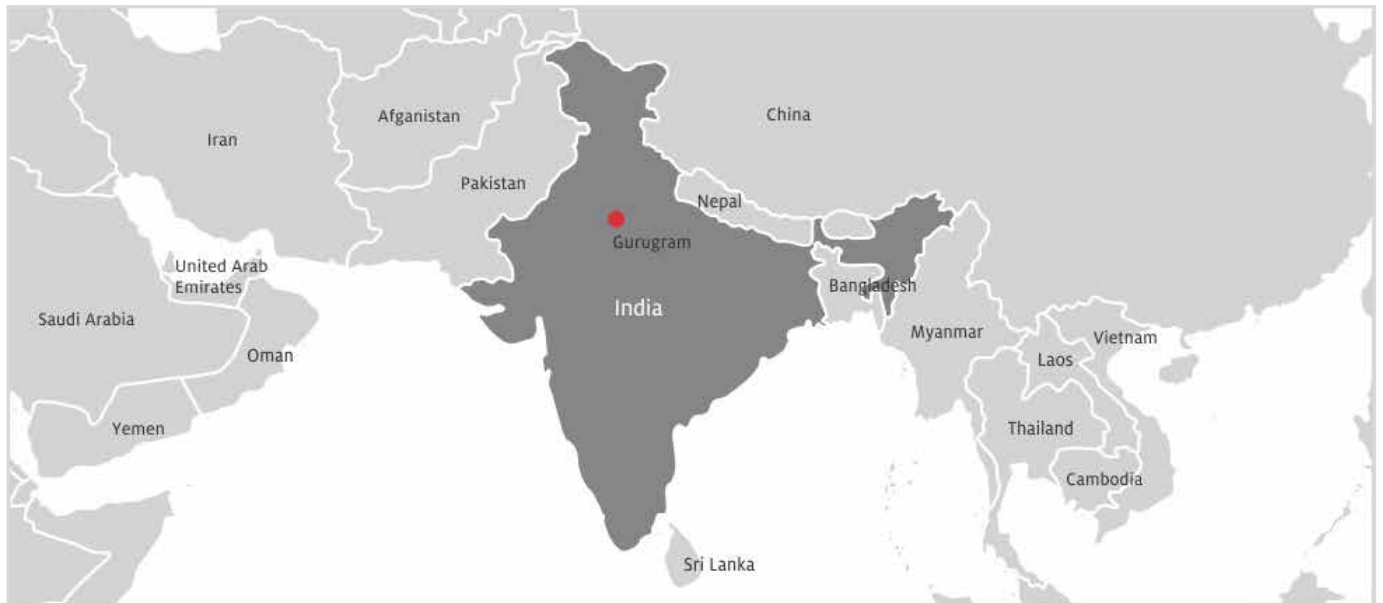 China
Afganistan
Iran
Pakistan
Nepal
Gurugram
United Arab
Emirates
Bangladesh
India
Saudi Arabia
Myanmar
Vietnam
Oman
Laos
Yemen
Thailand
Cambodia
Sri Lanka